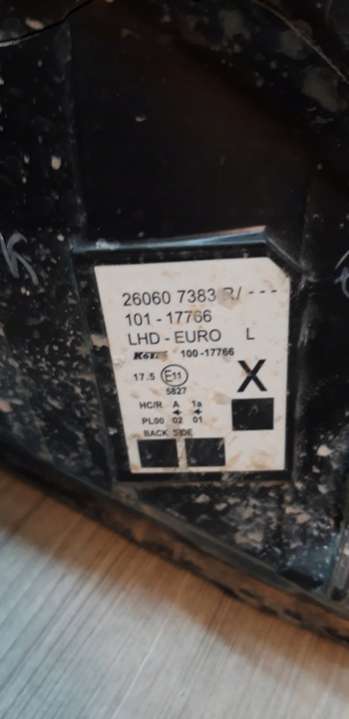 26060 7383 R/ - - -
101 - 17766
LHD - EURO L
KOITO 100-17766
X
17.5 E11
5627
HC/R A 1a
PL00 02 01
BACK SIDE